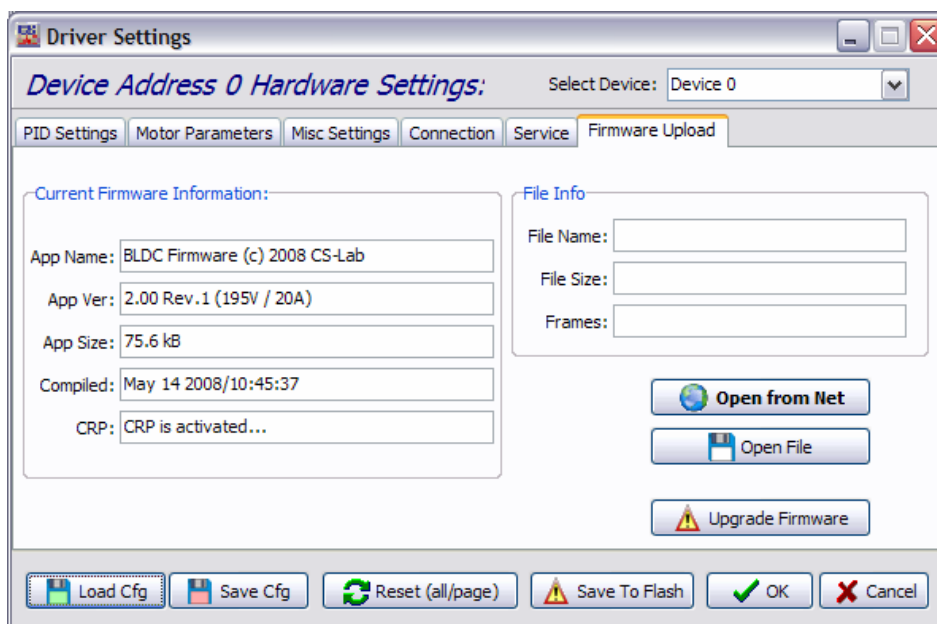 Driver Settings
Device Address 0 Hardware Settings:
Select Device: Device 0
PID Settings Motor Parameters Misc Settings Connection Service Firmware Upload
Current Firmware Information:
App Name: BLDC Firmware (c) 2008 CS-Lab
App Ver: 2.00 Rev.1 (195V / 20A)
App Size: 75.6 kB
Compiled: May 14 2008/10:45:37
CRP: CRP is activated...
File Info
File Name:
File Size:
Frames:
Open from Net
Open File
Upgrade Firmware
Load Cfg Save Cfg Reset (all/page) Save To Flash OK Cancel